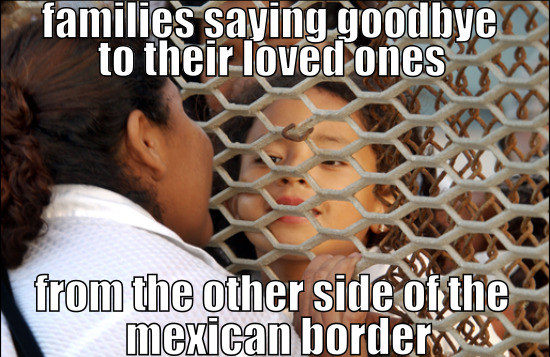 families saying goodbye
to their loved ones
from the other side of the
mexican border